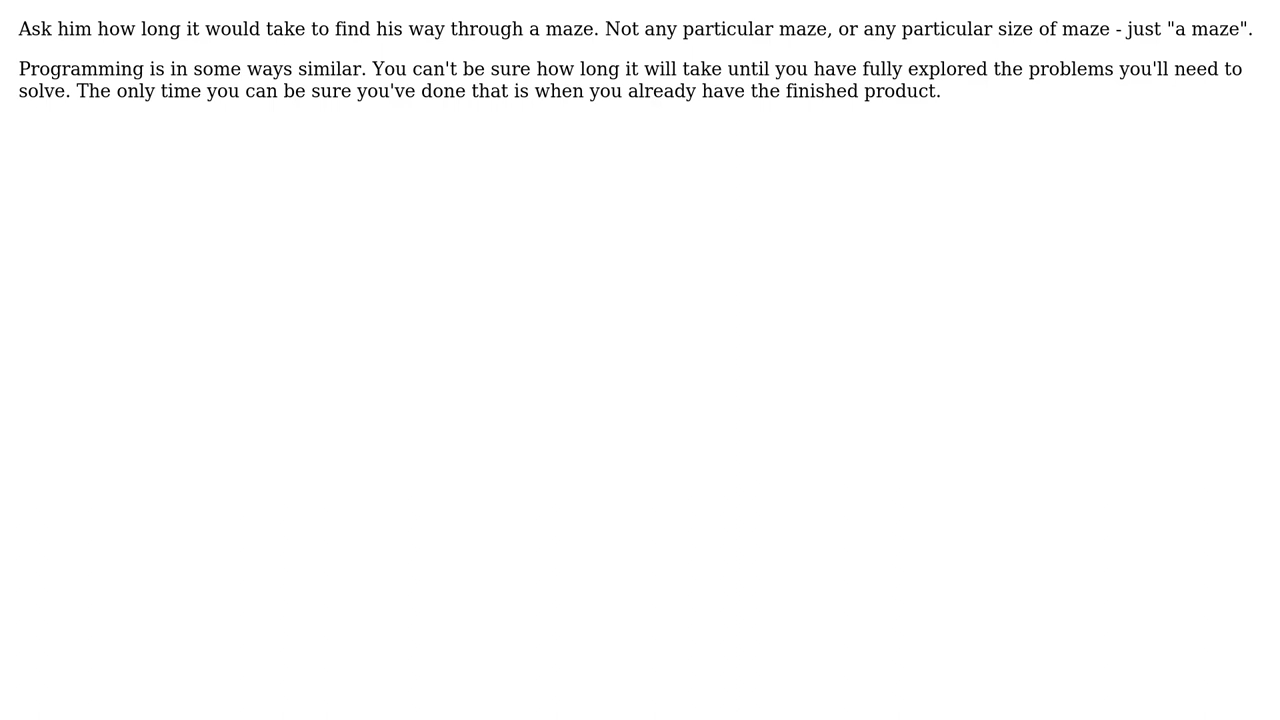 Ask him how long it would take to find his way through a maze. Not any particular maze, or any particular size of maze - just "a maze".
Programming is in some ways similar. You can't be sure how long it will take until you have fully explored the problems you'll need to
solve. The only time you can be sure you've done that is when you already have the finished product.